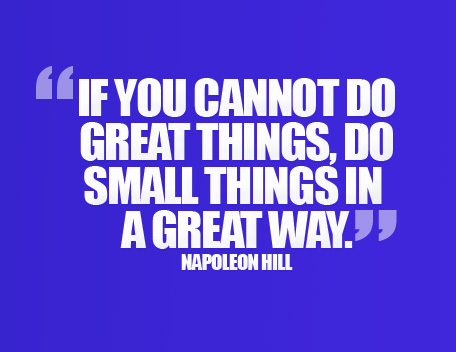 “IF YOU CANNOT DO
GREAT THINGS, DO
SMALL THINGS IN
A GREAT WAY.”
NAPOLEON HILL